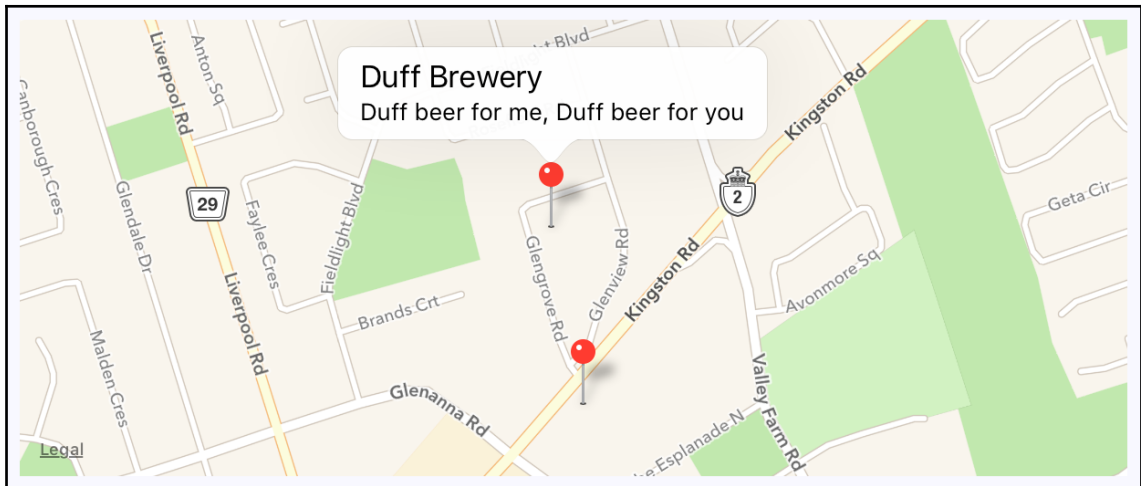 Duff Brewery
Duff beer for me, Duff beer for you
Liverpool Rd
Anton Sq
Blvd
Kingston Rd
Cres
Glendale Dr
29
Faylee Cres
Fieldlight Blvd
2
Geta Cir
Glengrove Rd
Glenview Rd
Kingston Rd
Avonmore Sq
Liverpool Rd
Brands Crt
Malden Cres
Glenanna Rd
Valley Farm Rd
Esplanade N
Legal